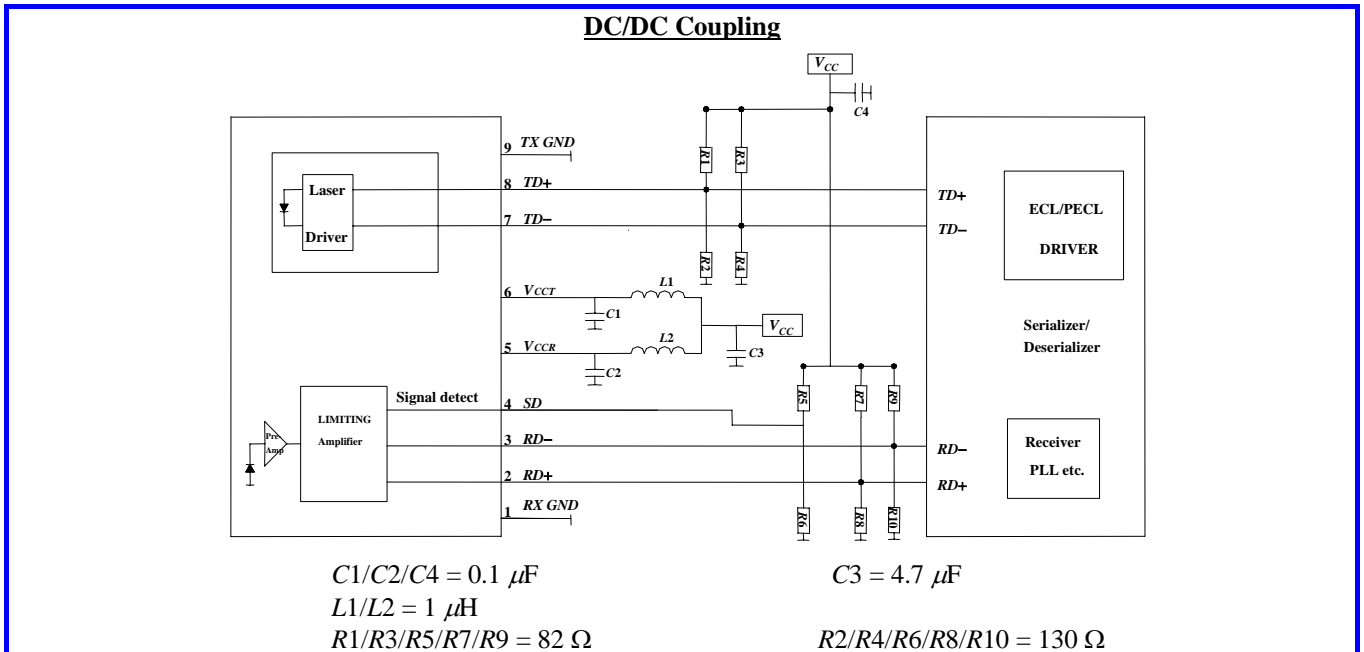 DC/DC Coupling
VCC
C4
9 TX GND
R1
R3
Laser
Driver
8 TD+
TD+
ECL/PECL
DRIVER
7 TD−
TD−
R2
R4
6 VCCT
L1
C1
VCC
Serializer/
Deserializer
5 VCCR
L2
C2
C3
Signal detect
4 SD
R5
R7
R9
LIMITING
Amplifier
Pre-
Amp
3 RD−
RD−
Receiver
PLL etc.
2 RD+
RD+
1 RX GND
R6
R8
R10
C1/C2/C4 = 0.1 μF
C3 = 4.7 μF
L1/L2 = 1 μH
R1/R3/R5/R7/R9 = 82 Ω
R2/R4/R6/R8/R10 = 130 Ω